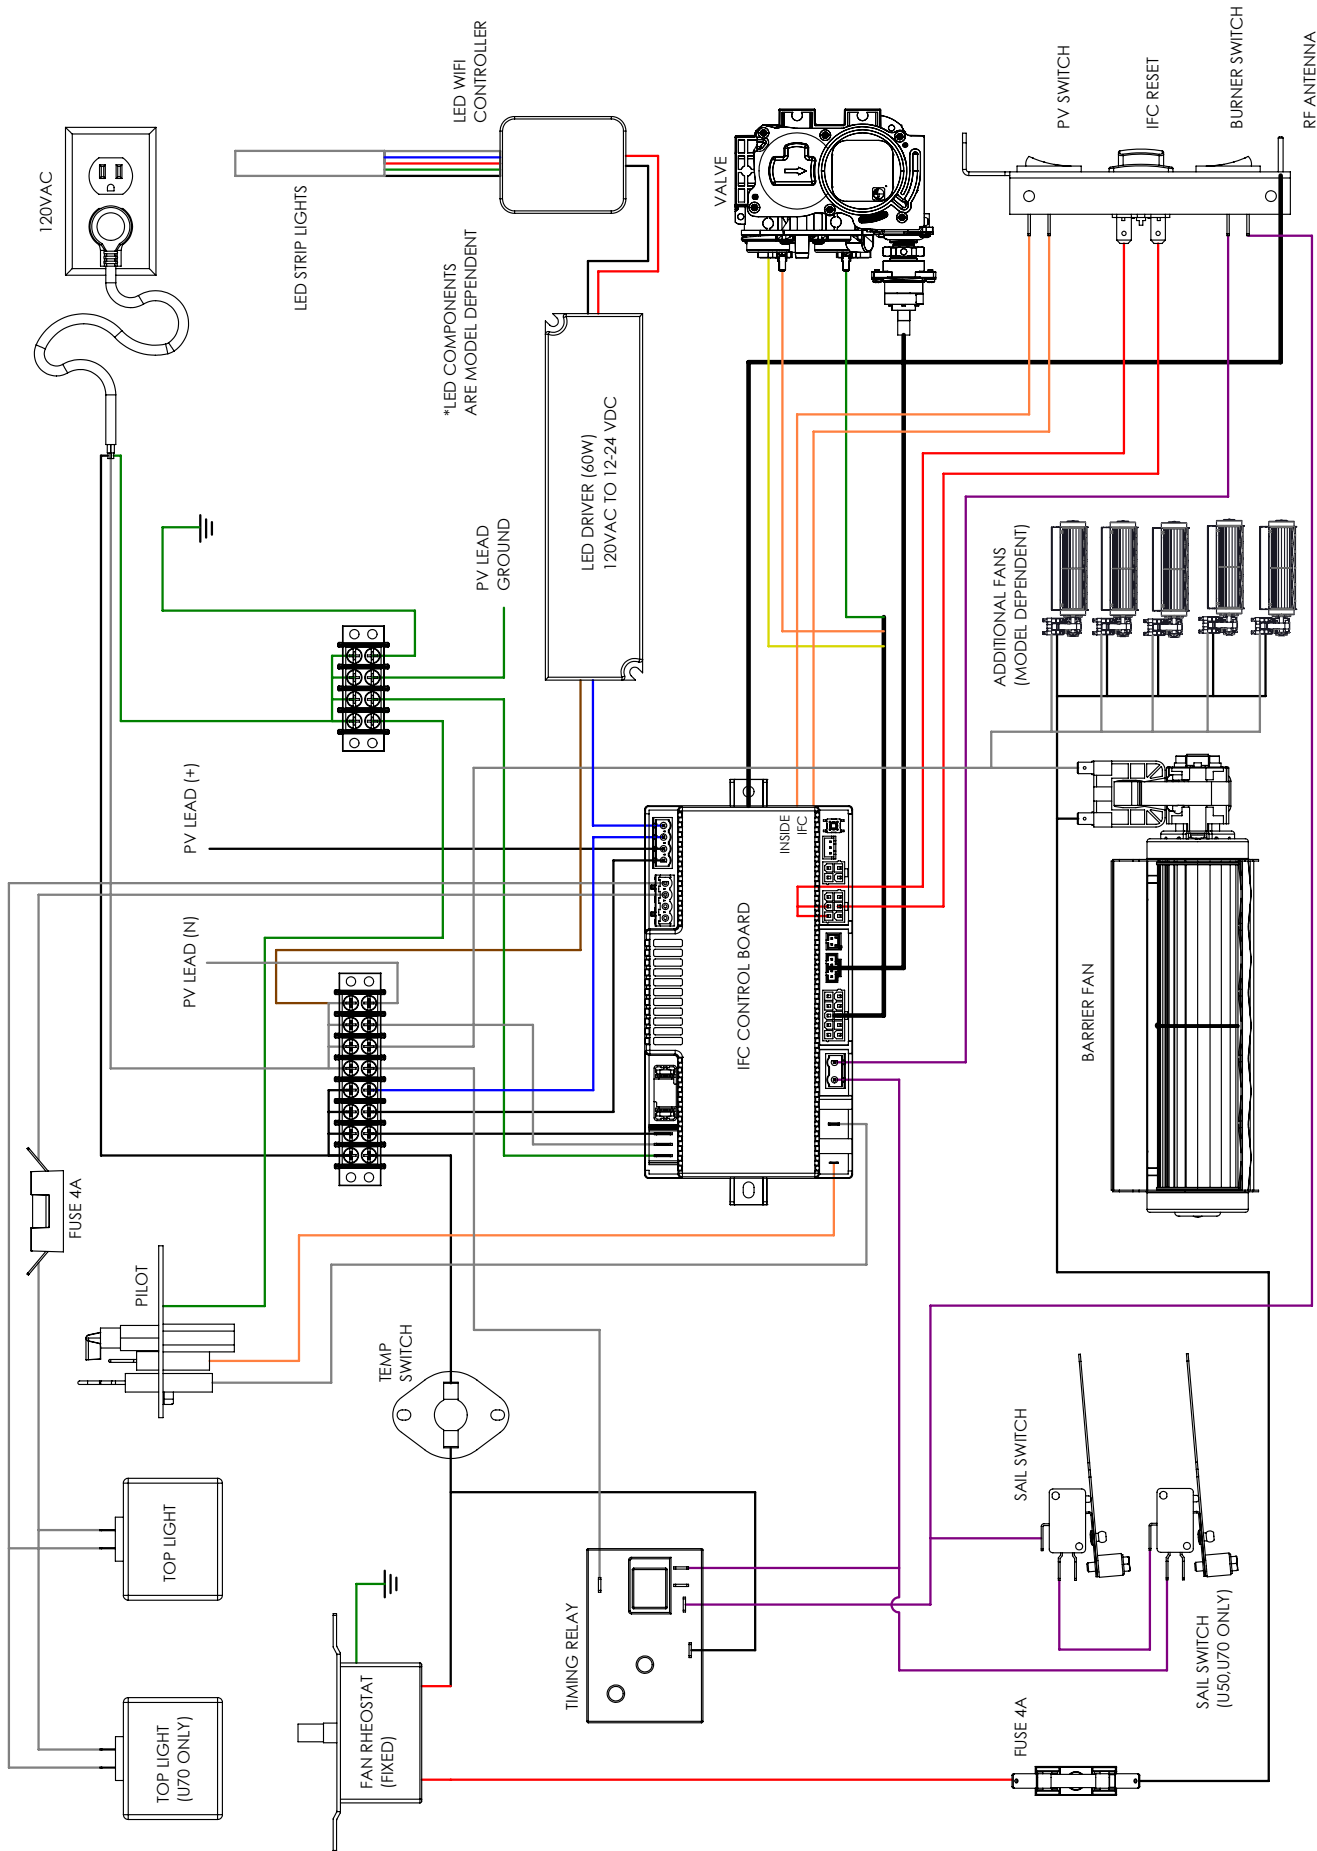 120VAC
LED STRIP LIGHTS
LED WIFI
CONTROLLER
*LED COMPONENTS
ARE MODEL DEPENDENT
LED DRIVER (60W)
120VAC TO 12-24 VDC
VALVE
PV SWITCH
IFC RESET
BURNER SWITCH
RF ANTENNA
PV LEAD
GROUND
ADDITIONAL FANS
(MODEL DEPENDENT)
PV LEAD (+)
PV LEAD (N)
INSIDE
IFC
IFC CONTROL BOARD
BARRIER FAN
FUSE 4A
PILOT
TEMP
SWITCH
TOP LIGHT
TOP LIGHT
(U70 ONLY)
FAN RHEOSTAT
(FIXED)
TIMING RELAY
SAIL SWITCH
SAIL SWITCH
(U50,U70 ONLY)
FUSE 4A